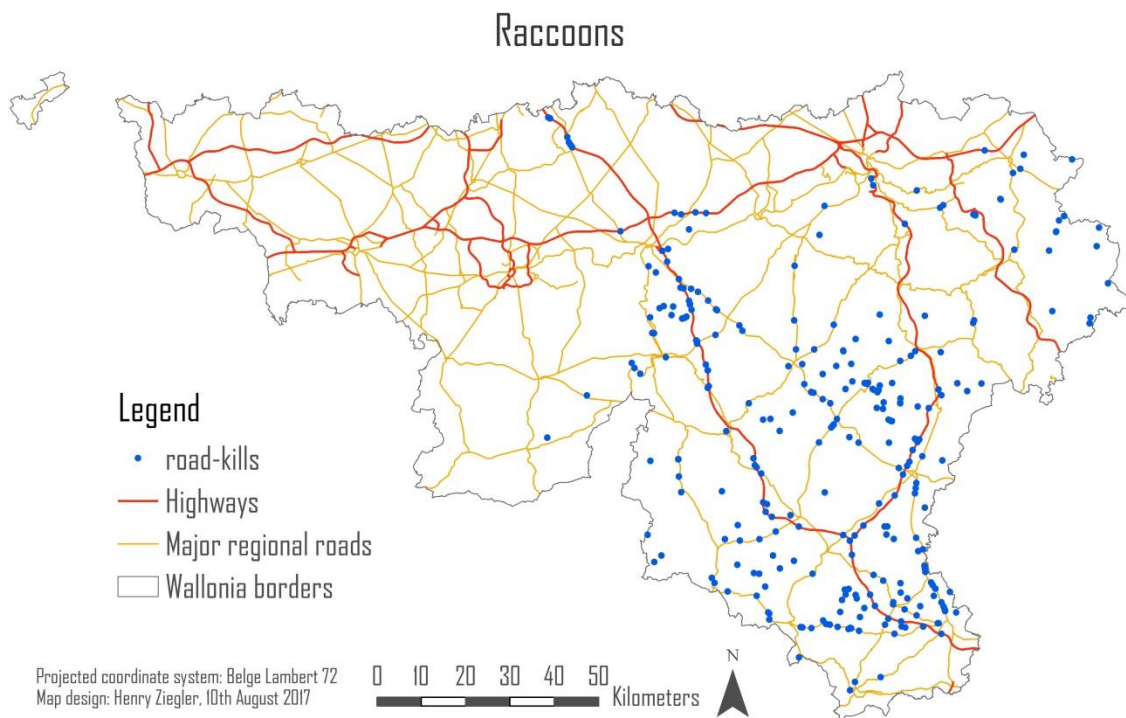 Raccoons
Legend
road-kills
Highways
Major regional roads
Wallonia borders
Projected coordinate system: Belge Lambert 72
Map design: Henry Ziegler, 10th August 2017
0 10 20 30 40 50
Kilometers
N